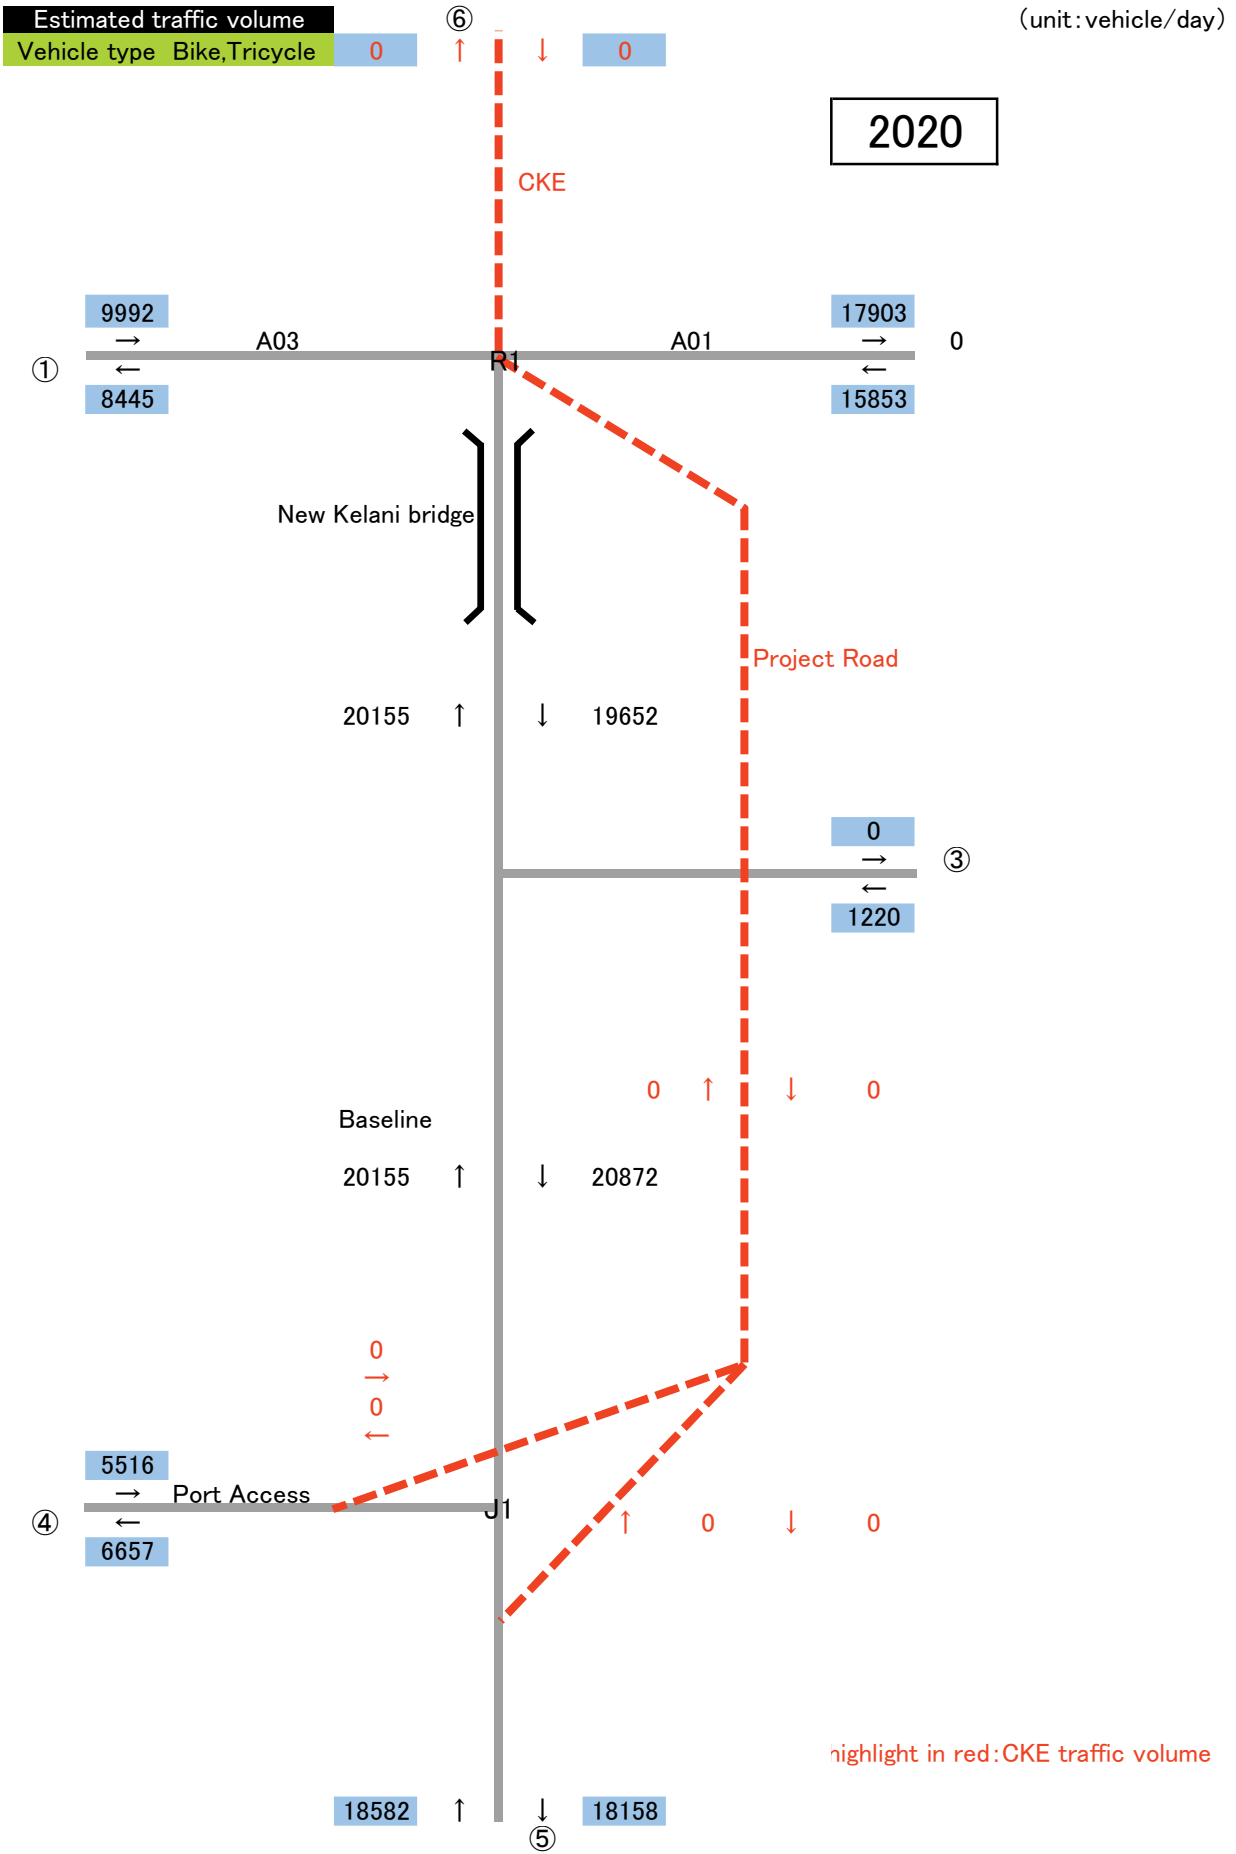 Estimated traffic volume ⑥ （unit：vehicle/day）
Vehicle type Bike,Tricycle 0 ↑ ↓ 0
2020
CKE
9992 17903
→ A03 A01 → 0
① ← R1 ←
8445 15853
New Kelani bridge
Project Road
20155 ↑ ↓ 19652
0
→ ③
←
1220
0 ↑ ↓ 0
Baseline
20155 ↑ ↓ 20872
0
→
0
←
5516
→ Port Access
④ ← J1 ↑ 0 ↓ 0
6657
highlight in red：CKE traffic volume
18582 ↑ ↓ 18158
⑤